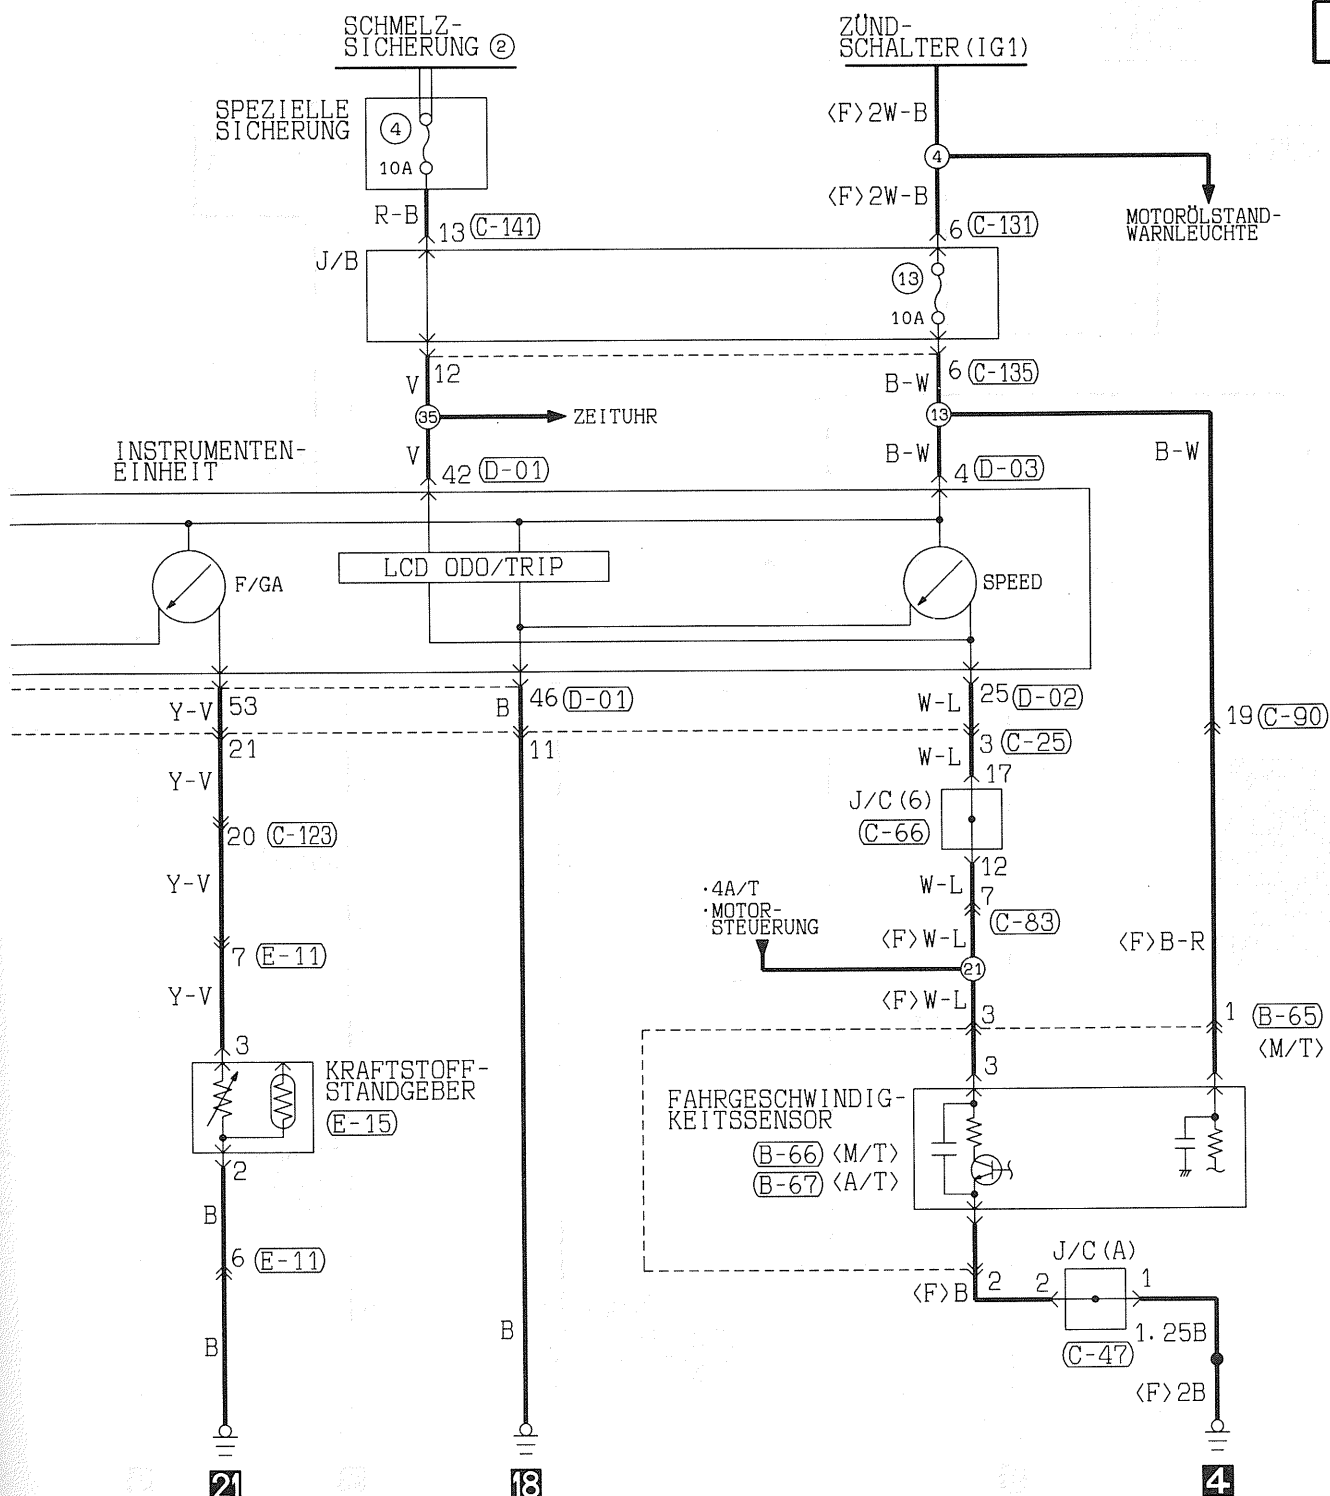 SCHMELZ-
SICHERUNG ②
ZÜND-
SCHALTER (IG1)
SPEZIELLE
SICHERUNG
4
10A
〈F〉2W-B
4
〈F〉2W-B
MOTORÖLSTAND-
WARNLEUCHTE
R-B
13 (C-141)
6 (C-131)
J/B
13
10A
12
V
6 (C-135)
B-W
35
ZEITUHR
13
V
B-W
B-W
42 (D-01)
4 (D-03)
INSTRUMENTEN-
EINHEIT
F/GA
LCD ODO/TRIP
SPEED
Y-V
53
B
46 (D-01)
W-L
25 (D-02)
19 (C-90)
21
11
3 (C-25)
Y-V
W-L
17
J/C (6)
(C-66)
20 (C-123)
12
Y-V
W-L
7
(C-83)
·4A/T
·MOTOR-
STEUERUNG
〈F〉W-L
〈F〉B-R
7 (E-11)
21
Y-V
〈F〉W-L
3
1 (B-65)
〈M/T〉
3
3
KRAFTSTOFF-
STANDGEBER
(E-15)
FAHRGESCHWINDIG-
KEITSSENSOR
(B-66) 〈M/T〉
(B-67) 〈A/T〉
2
B
6 (E-11)
J/C (A)
〈F〉B
2
2
1
1.25B
(C-47)
B
B
〈F〉2B
21
18
4